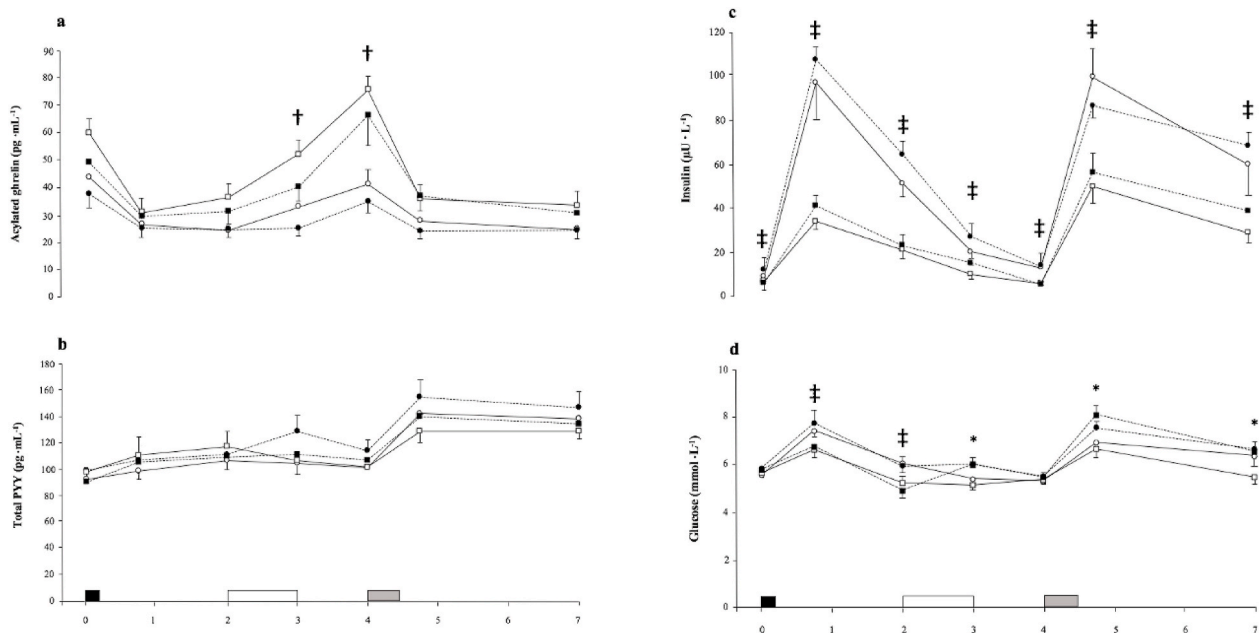 a
†
†
Acylated ghrelin (pg ·mL⁻¹)
90
80
70
60
50
40
30
20
10
0
b
Total PYY (pg ·mL⁻¹)
180
160
140
120
100
80
60
40
20
0
0 1 2 3 4 5 6 7
c
‡ ‡ ‡ ‡ ‡ ‡ ‡
Insulin (µU · L⁻¹)
120
100
80
60
40
20
0
d
‡ ‡ * * *
Glucose (mmol ·L⁻¹)
10
8
6
4
2
0
0 1 2 3 4 5 6 7